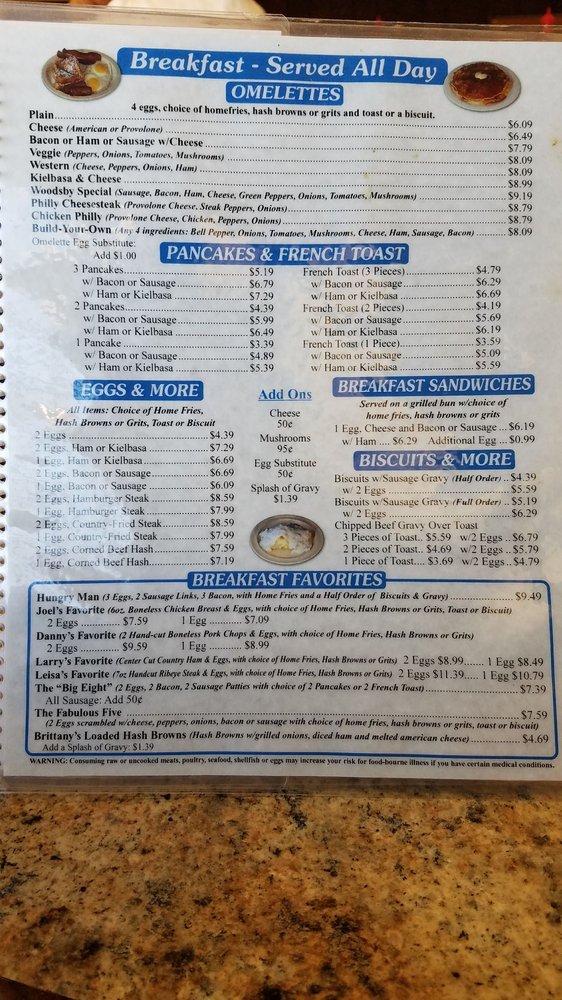 Breakfast - Served All Day
OMELETTES
4 eggs, choice of homefries, hash browns or grits and toast or a biscuit.
Plain $6.09
Cheese (American or Provolone) $6.49
Bacon or Ham or Sausage w/Cheese $7.79
Veggie (Peppers, Onions, Tomatoes, Mushrooms) $8.09
Western (Cheese, Peppers, Onions, Ham) $8.09
Kielbasa & Cheese $8.99
Woodsby Special (Sausage, Bacon, Ham, Cheese, Green Peppers, Onions, Tomatoes, Mushrooms) $9.19
Philly Cheesesteak (Provolone Cheese, Steak Peppers, Onions) $8.79
Chicken Philly (Provolone Cheese, Chicken, Peppers, Onions) $8.79
Build-Your-Own (Any 4 ingredients: Bell Pepper, Onions, Tomatoes, Mushrooms, Cheese, Ham, Sausage, Bacon) $8.09
Omelette Egg Substitute:
Add $1.00
PANCAKES & FRENCH TOAST
3 Pancakes $5.19
w/ Bacon or Sausage $6.79
w/ Ham or Kielbasa $7.29
2 Pancakes $4.39
w/ Bacon or Sausage $5.99
w/ Ham or Kielbasa $6.49
1 Pancake $3.39
w/ Bacon or Sausage $4.89
w/ Ham or Kielbasa $5.39
French Toast (3 Pieces) $4.79
w/ Bacon or Sausage $6.29
w/ Ham or Kielbasa $6.69
French Toast (2 Pieces) $4.19
w/ Bacon or Sausage $5.69
w/ Ham or Kielbasa $6.19
French Toast (1 Piece) $3.59
w/ Bacon or Sausage $5.09
w/ Ham or Kielbasa $5.59
EGGS & MORE
All Items: Choice of Home Fries,
Hash Browns or Grits, Toast or Biscuit
2 Eggs $4.39
2 Eggs, Ham or Kielbasa $7.29
1 Egg, Ham or Kielbasa $6.69
2 Eggs, Bacon or Sausage $6.69
1 Egg, Bacon or Sausage $6.09
2 Eggs, Hamburger Steak $8.59
1 Egg, Hamburger Steak $7.99
2 Eggs, Country-Fried Steak $8.59
1 Egg, Country-Fried Steak $7.99
2 Eggs, Corned Beef Hash $7.59
1 Egg, Corned Beef Hash $7.19
Add Ons
Cheese
50¢
Mushrooms
95¢
Egg Substitute
50¢
Splash of Gravy
$1.39
BREAKFAST SANDWICHES
Served on a grilled bun w/choice of
home fries, hash browns or grits
1 Egg, Cheese and Bacon or Sausage ... $6.19
w/ Ham .... $6.29 Additional Egg ... $0.99
BISCUITS & MORE
Biscuits w/Sausage Gravy (Half Order) .. $4.39
w/ 2 Eggs $5.59
Biscuits w/Sausage Gravy (Full Order) .. $5.19
w/ 2 Eggs $6.29
Chipped Beef Gravy Over Toast
3 Pieces of Toast.. $5.59 w/2 Eggs .. $6.79
2 Pieces of Toast.. $4.69 w/2 Eggs .. $5.79
1 Piece of Toast.... $3.69 w/2 Eggs.. $4.79
BREAKFAST FAVORITES
Hungry Man (3 Eggs, 2 Sausage Links, 3 Bacon, with Home Fries and a Half Order of Biscuits & Gravy) $9.49
Joel's Favorite (6oz. Boneless Chicken Breast & Eggs, with choice of Home Fries, Hash Browns or Grits, Toast or Biscuit)
2 Eggs ........ $7.59 1 Egg ........ $7.09
Danny's Favorite (2 Hand-cut Boneless Pork Chops & Eggs, with choice of Home Fries, Hash Browns or Grits)
2 Eggs ........ $9.59 1 Egg ........ $8.99
Larry's Favorite (Center Cut Country Ham & Eggs, with choice of Home Fries, Hash Browns or Grits) 2 Eggs $8.99....... 1 Egg $8.49
Leisa's Favorite (7oz Handcut Ribeye Steak & Eggs, with choice of Home Fries, Hash Browns or Grits) 2 Eggs $11.39..... 1 Egg $10.79
The "Big Eight" (2 Eggs, 2 Bacon, 2 Sausage Patties with choice of 2 Pancakes or 2 French Toast) $7.39
All Sausage: Add 50¢
The Fabulous Five $7.59
(2 Eggs scrambled w/cheese, peppers, onions, bacon or sausage with choice of home fries, hash browns or grits, toast or biscuit)
Brittany's Loaded Hash Browns (Hash Browns w/grilled onions, diced ham and melted american cheese) $4.69
Add a Splash of Gravy: $1.39
WARNING: Consuming raw or uncooked meats, poultry, seafood, shellfish or eggs may increase your risk for food-bourne illness if you have certain medical conditions.